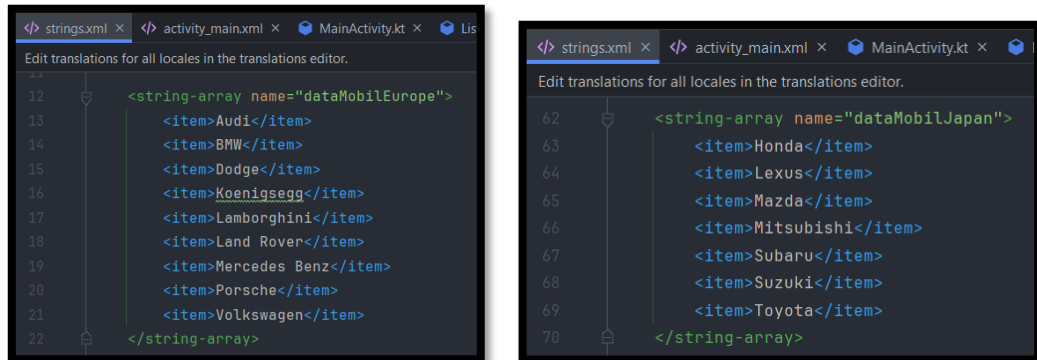 strings.xml × activity_main.xml × MainActivity.kt × Lis
Edit translations for all locales in the translations editor.
11
12 <string-array name="dataMobilEurope">
13 <item>Audi</item>
14 <item>BMW</item>
15 <item>Dodge</item>
16 <item>Koenigsegg</item>
17 <item>Lamborghini</item>
18 <item>Land Rover</item>
19 <item>Mercedes Benz</item>
20 <item>Porsche</item>
21 <item>Volkswagen</item>
22 </string-array>
strings.xml × activity_main.xml × MainActivity.kt ×
Edit translations for all locales in the translations editor.
62 <string-array name="dataMobilJapan">
63 <item>Honda</item>
64 <item>Lexus</item>
65 <item>Mazda</item>
66 <item>Mitsubishi</item>
67 <item>Subaru</item>
68 <item>Suzuki</item>
69 <item>Toyota</item>
70 </string-array>